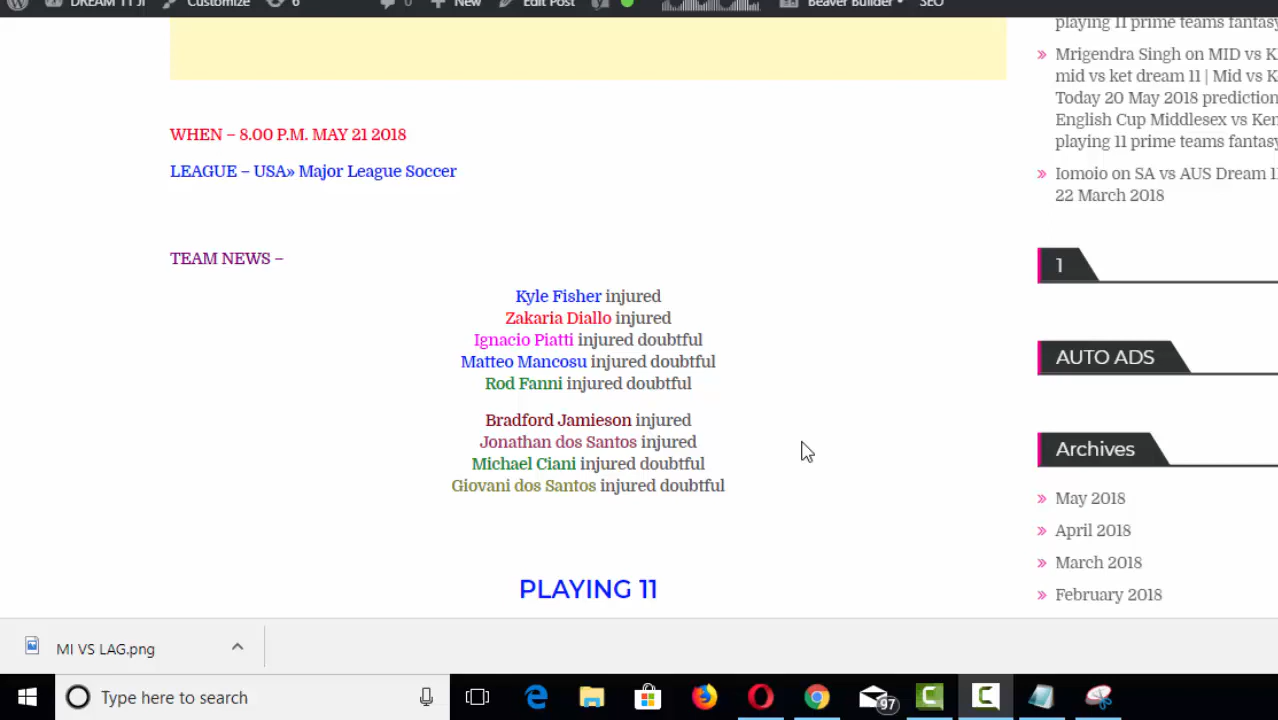 DREAM 11 JI Customize 6 New Edit Post Beaver Builder SEO
WHEN – 8.00 P.M. MAY 21 2018
LEAGUE – USA» Major League Soccer
TEAM NEWS –
Kyle Fisher injured
Zakaria Diallo injured
Ignacio Piatti injured doubtful
Matteo Mancosu injured doubtful
Rod Fanni injured doubtful
Bradford Jamieson injured
Jonathan dos Santos injured
Michael Ciani injured doubtful
Giovani dos Santos injured doubtful
PLAYING 11
playing 11 prime teams fantasy
» Mrigendra Singh on MID vs K
mid vs ket dream 11 | Mid vs K
Today 20 May 2018 prediction
English Cup Middlesex vs Ken
playing 11 prime teams fantasy
» Iomoio on SA vs AUS Dream 1
22 March 2018
1
AUTO ADS
Archives
» May 2018
» April 2018
» March 2018
» February 2018
MI VS LAG.png
Type here to search
97